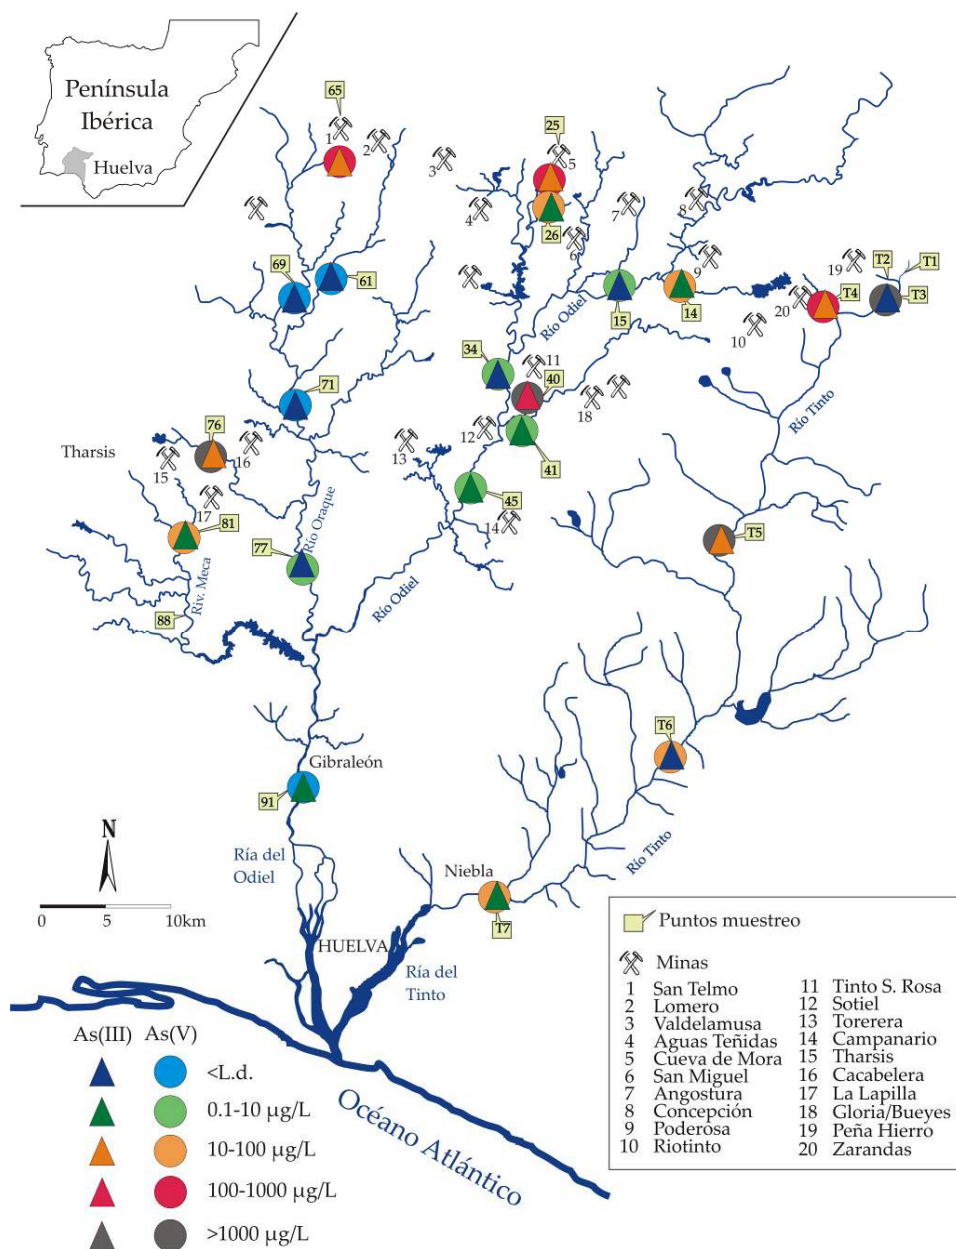 Península
Ibérica
Huelva
65
1
2
3
4
25
5
26
6
7
8
9
10
19
20
T2
T1
T4
T3
69
61
15
14
Río Odiel
34
11
40
18
71
76
12
13
41
Tharsis
15
16
17
45
14
81
77
Río Oraque
Río Tinto
T5
88
Riv. Meca
Río Odiel
T6
Gibraleón
91
Río Tinto
N
Ría del
Odiel
Niebla
T7
0 5 10km
HUELVA
Ría del
Tinto
Océano Atlántico
As(III) As(V)
<L.d.
0.1-10 µg/L
10-100 µg/L
100-1000 µg/L
>1000 µg/L
Puntos muestreo
Minas
1 San Telmo
2 Lomero
3 Valdelamusa
4 Aguas Teñidas
5 Cueva de Mora
6 San Miguel
7 Angostura
8 Concepción
9 Poderosa
10 Riotinto
11 Tinto S. Rosa
12 Sotiel
13 Torerera
14 Campanario
15 Tharsis
16 Cacabelera
17 La Lapilla
18 Gloria/Bueyes
19 Peña Hierro
20 Zarandas